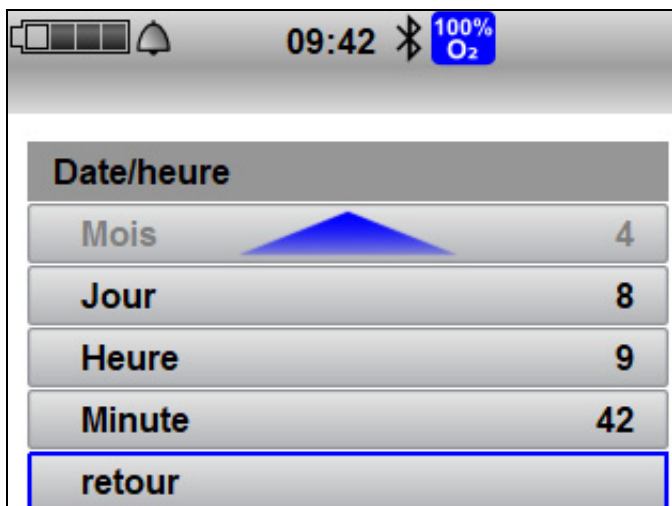 09:42 100% O₂
Date/heure
Mois 4
Jour 8
Heure 9
Minute 42
retour